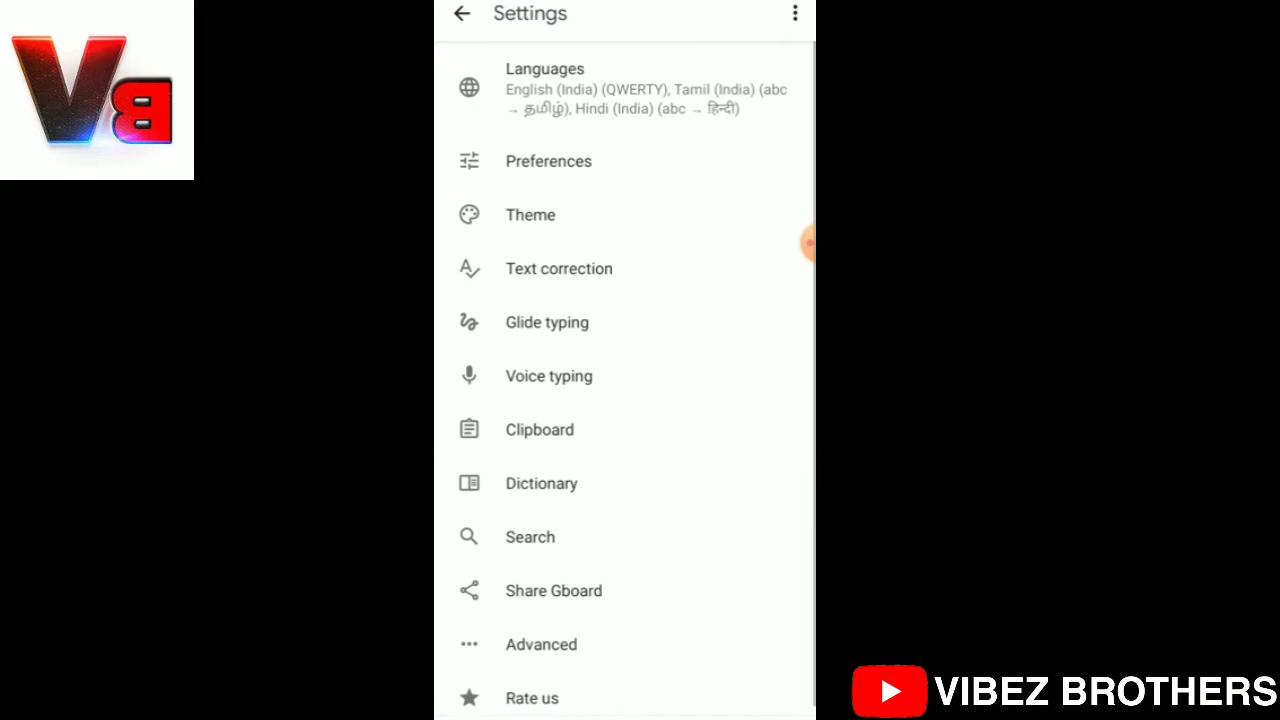 VB
Settings
Languages
English (India) (QWERTY), Tamil (India) (abc
→ தமிழ்), Hindi (India) (abc → हिन्दी)
Preferences
Theme
Text correction
Glide typing
Voice typing
Clipboard
Dictionary
Search
Share Gboard
Advanced
Rate us
VIBEZ BROTHERS